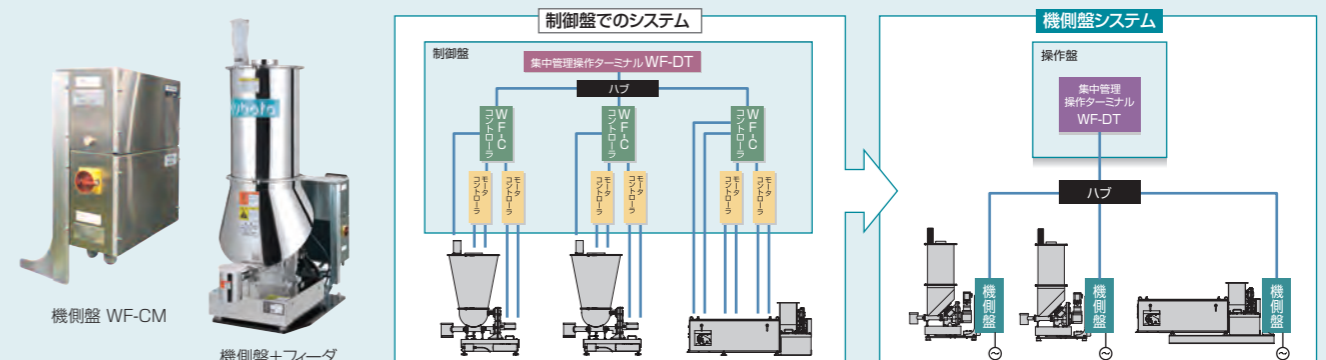 機側盤 WF-CM
Kubota
機側盤+フィーダ
制御盤でのシステム
制御盤
集中管理操作ターミナル WF-DT
ハブ
WF-C
コントローラ
WF-C
コントローラ
WF-C
コントローラ
モータ
コントローラ
モータ
コントローラ
モータ
コントローラ
モータ
コントローラ
モータ
コントローラ
モータ
コントローラ
機側盤システム
操作盤
集中管理
操作ターミナル
WF-DT
ハブ
機側盤
機側盤
機側盤